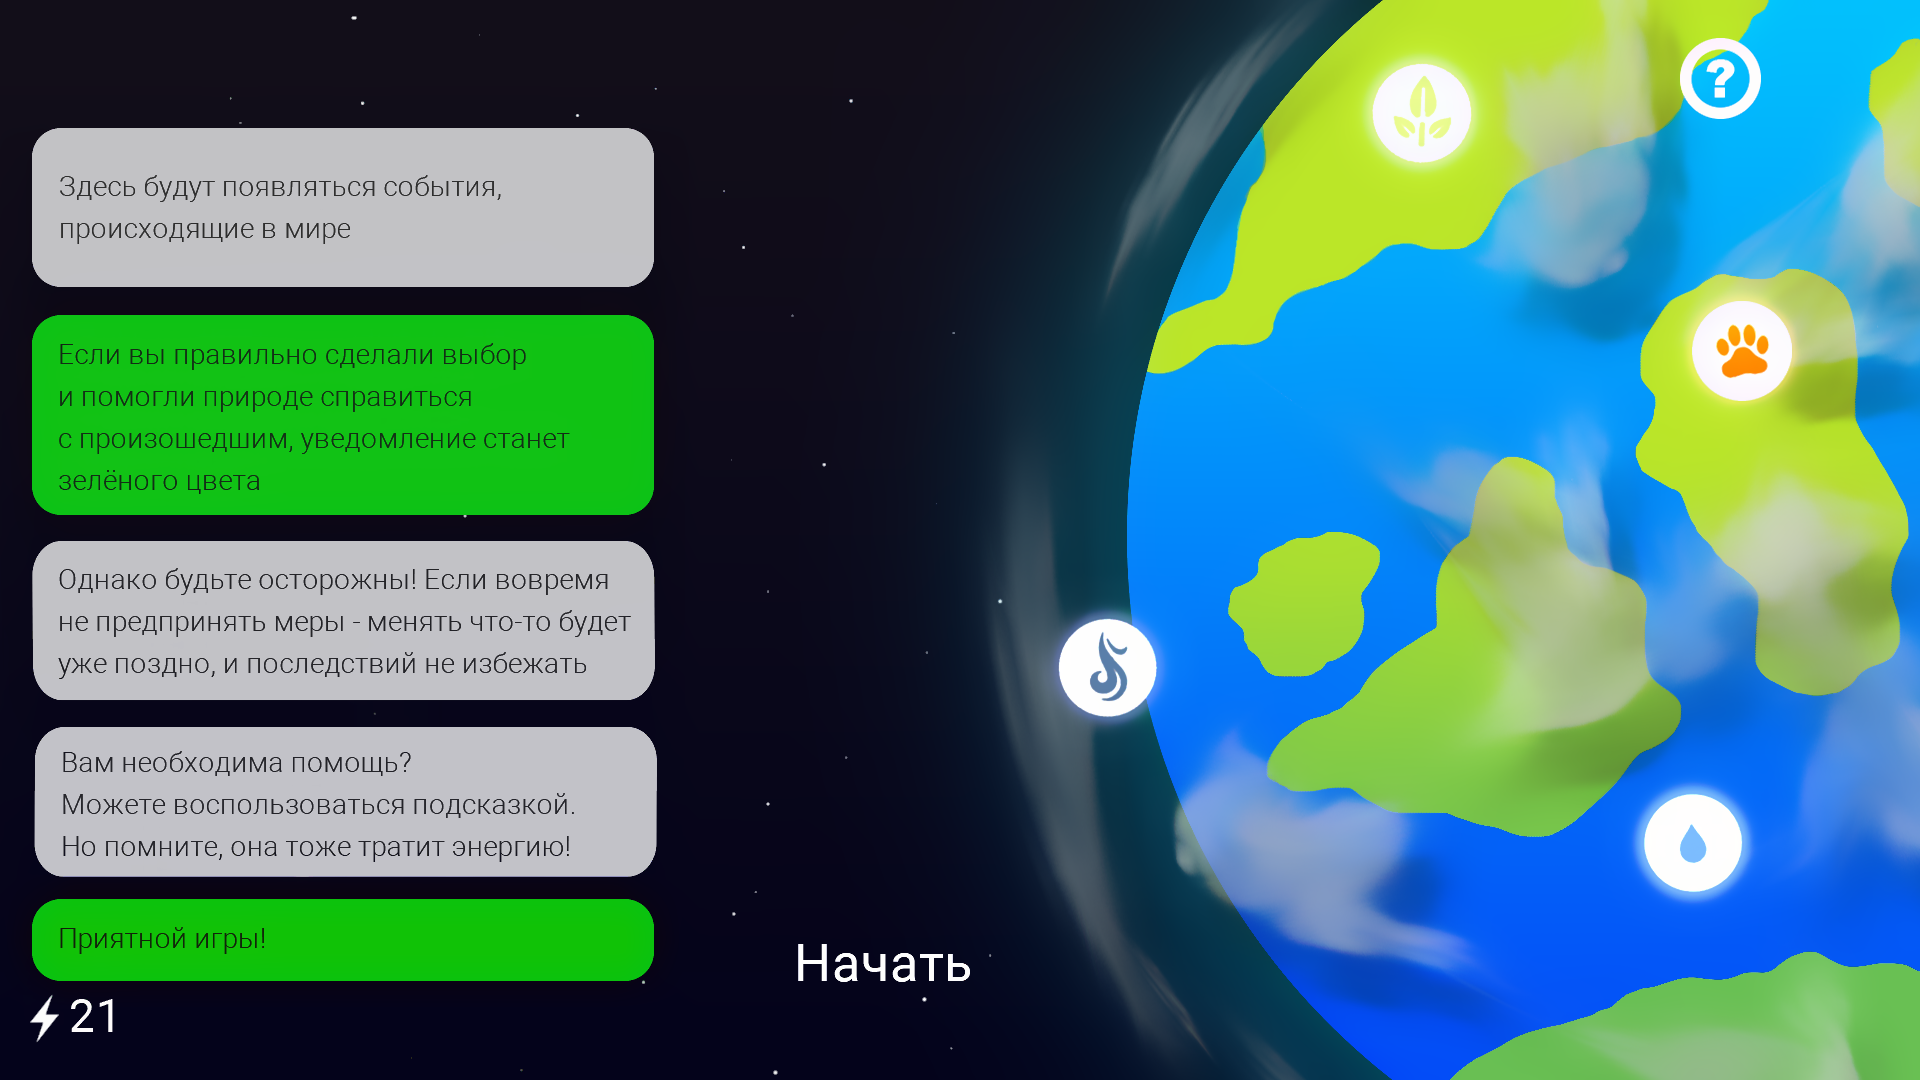 ?
Здесь будут появляться события,
происходящие в мире
Если вы правильно сделали выбор
и помогли природе справиться
с произошедшим, уведомление станет
зелёного цвета
Однако будьте осторожны! Если вовремя
не предпринять меры - менять что-то будет
уже поздно, и последствий не избежать
Вам необходима помощь?
Можете воспользоваться подсказкой.
Но помните, она тоже тратит энергию!
Приятной игры!
Начать
21